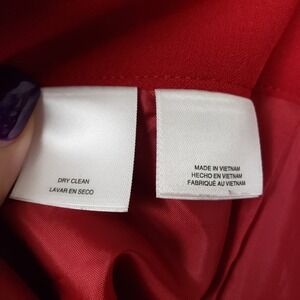 DRY CLEAN
LAVAR EN SECO
MADE IN VIETNAM
HECHO EN VIETNAM
FABRIQUÉ AU VIETNAM